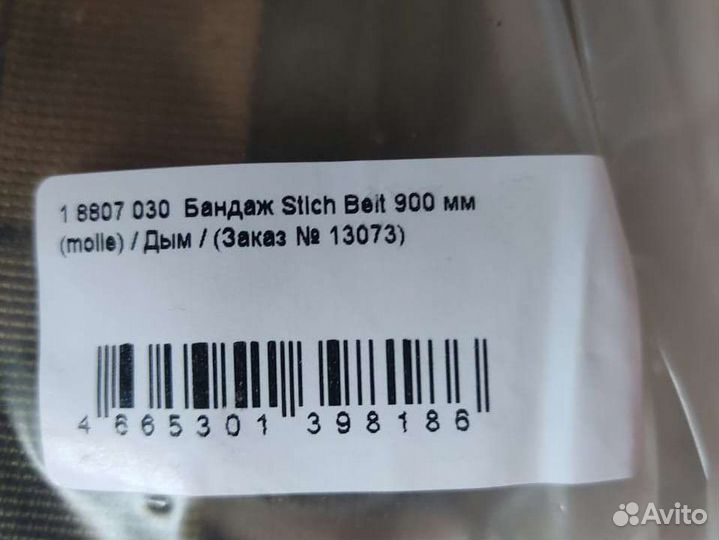 1 8807 030 Бандаж Stich Belt 900 мм
(molle) / Дым / (Заказ № 13073)
4 665301 398186
Avito